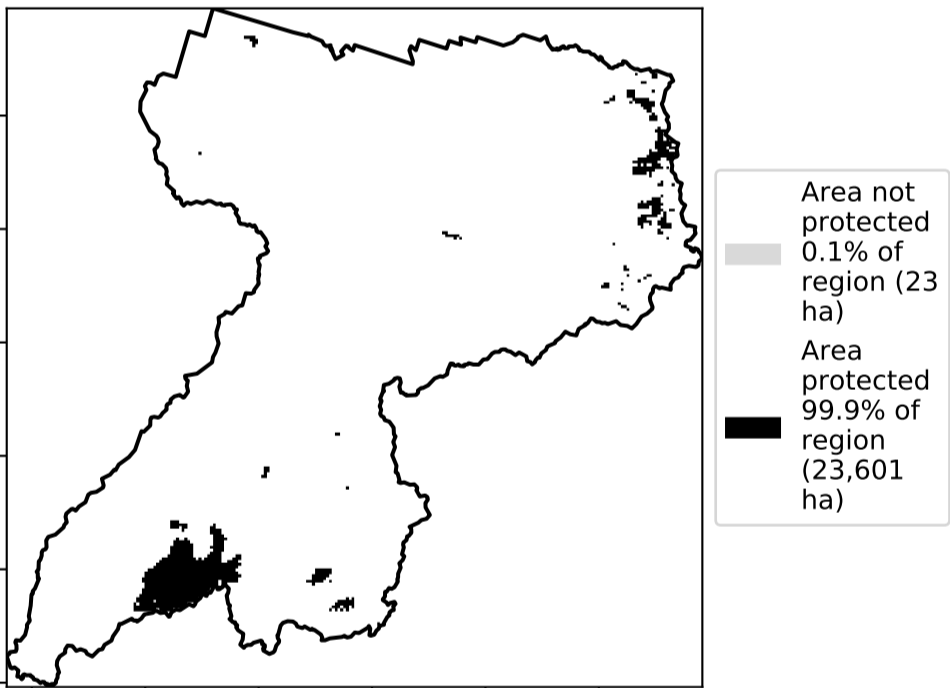 Area not
protected
0.1% of
region (23
ha)
Area
protected
99.9% of
region
(23,601
ha)